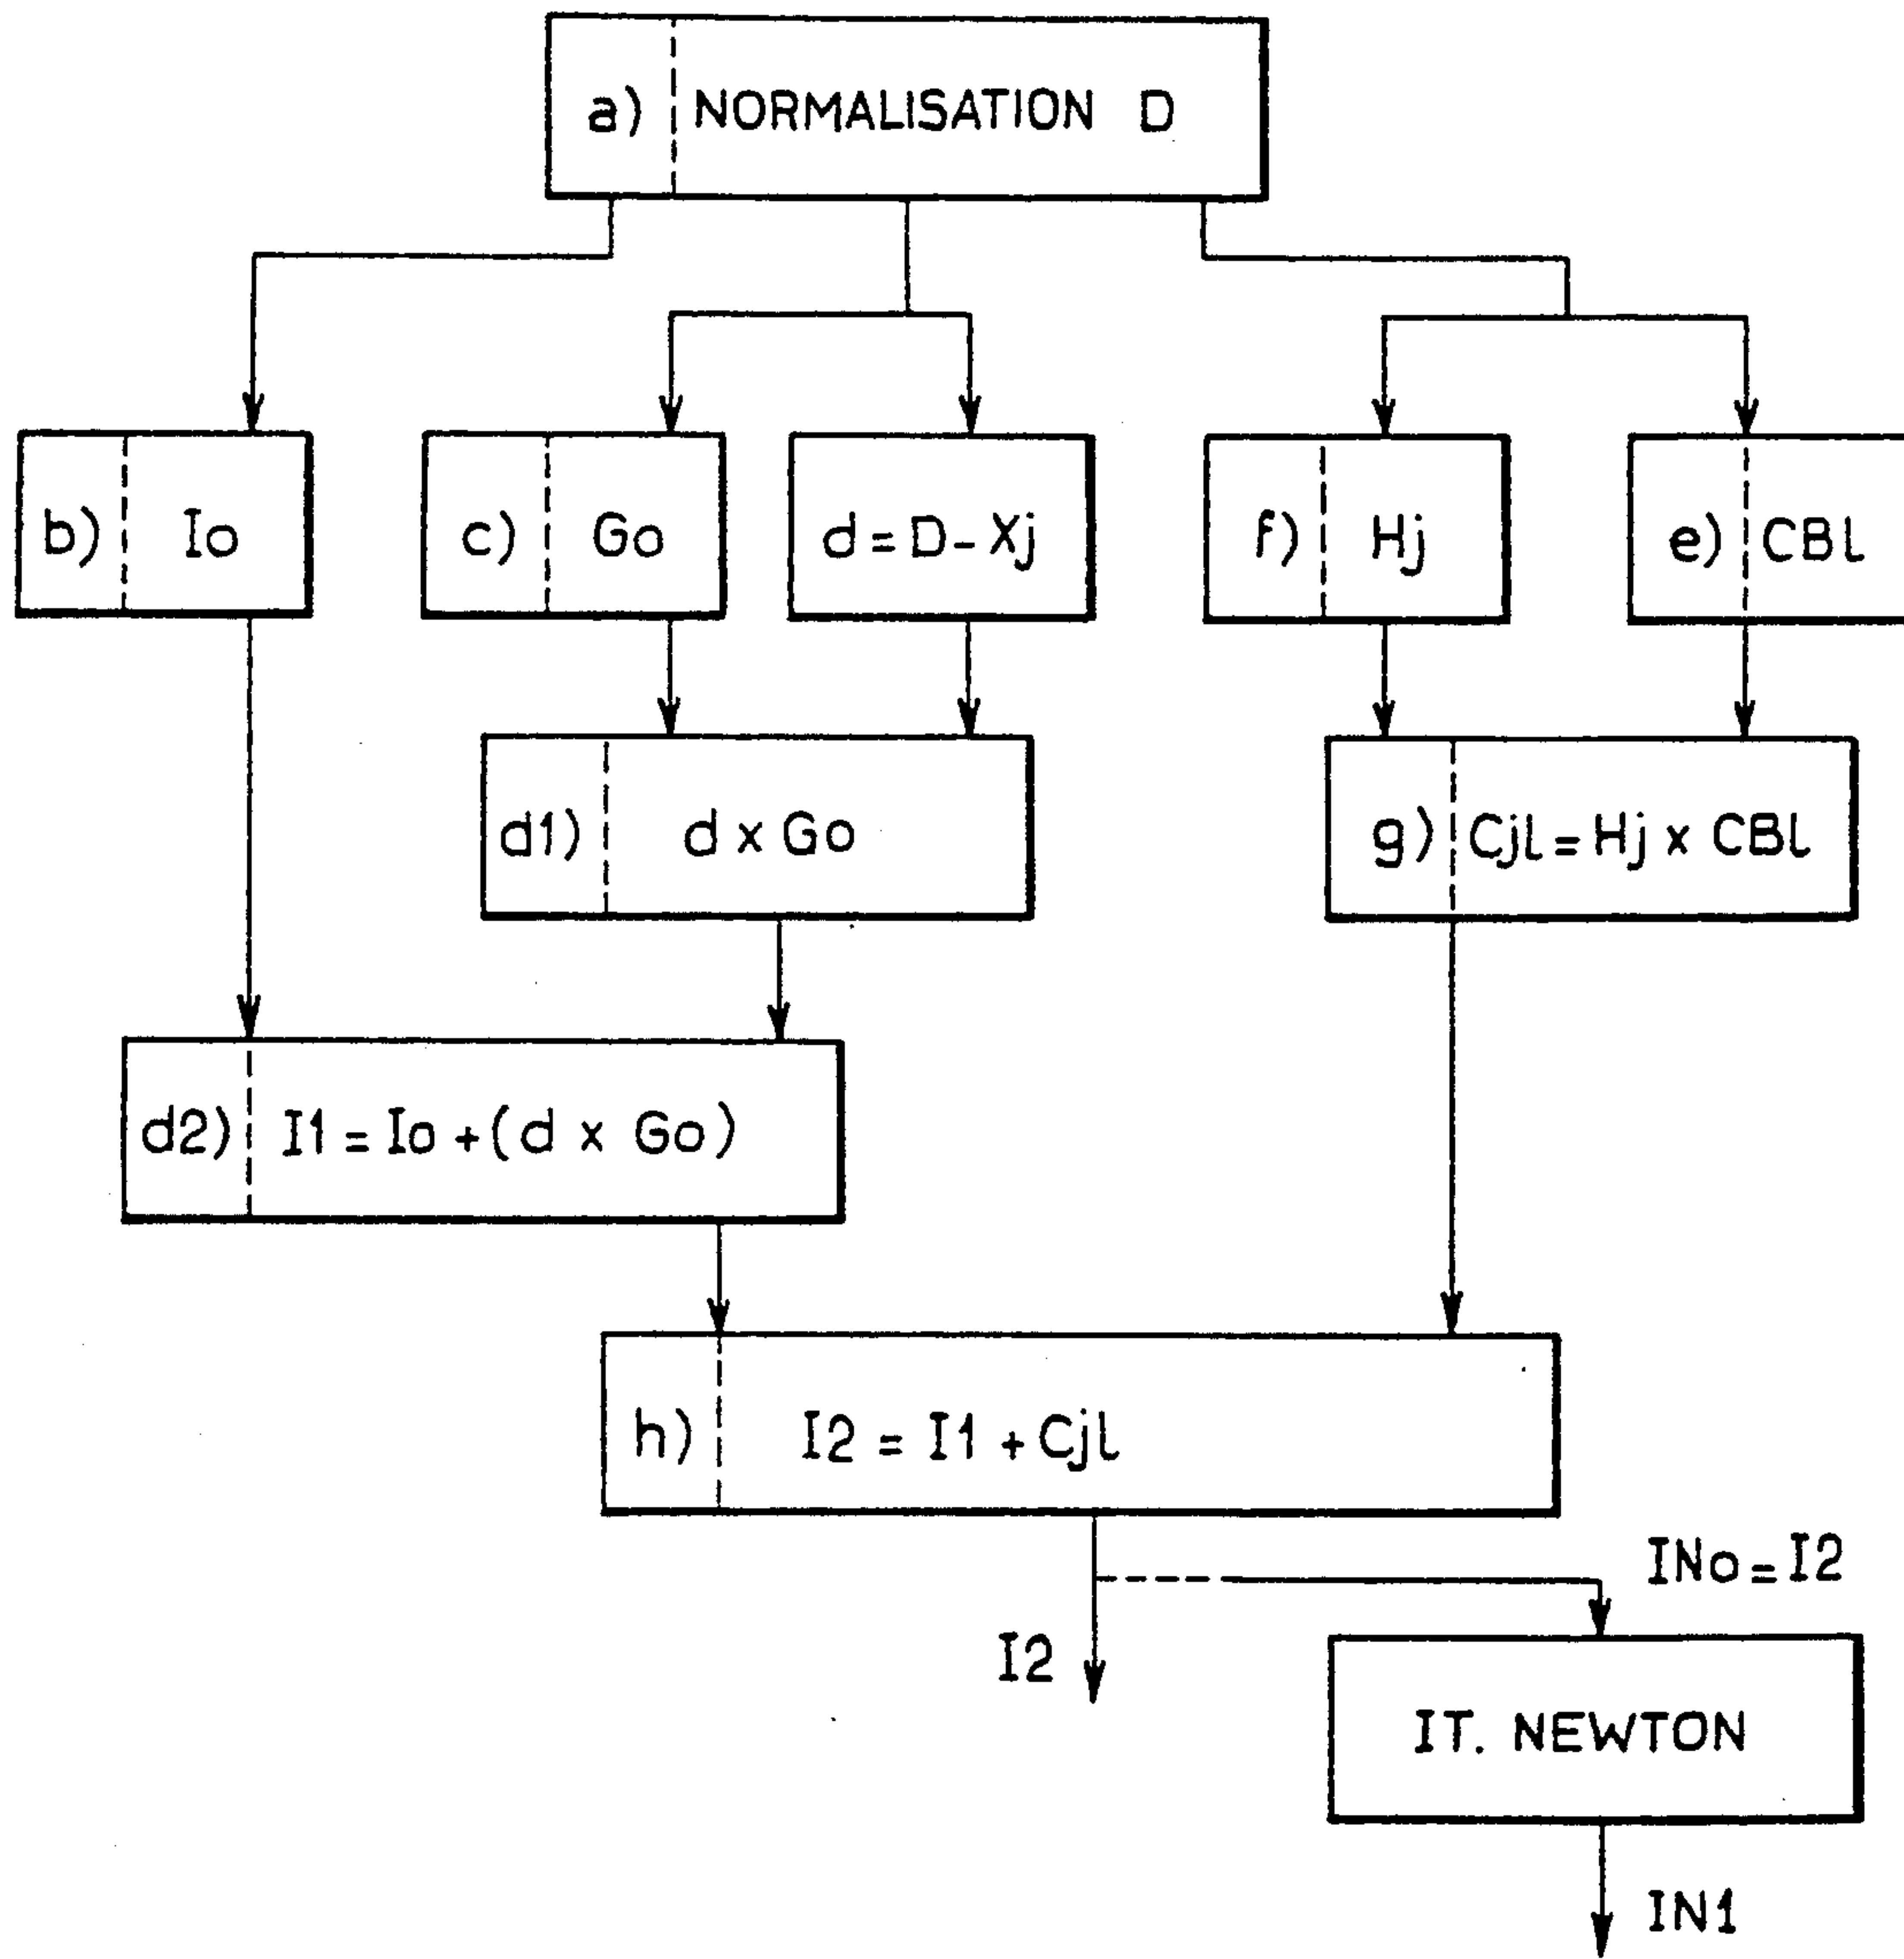 a) NORMALISATION D
b) Io
c) Go
d = D - Xj
f) Hj
e) CBl
d1) d x Go
g) Cjl = Hj x CBl
d2) I1 = Io + (d x Go)
h) I2 = I1 + Cjl
INo = I2
I2
IT. NEWTON
IN1